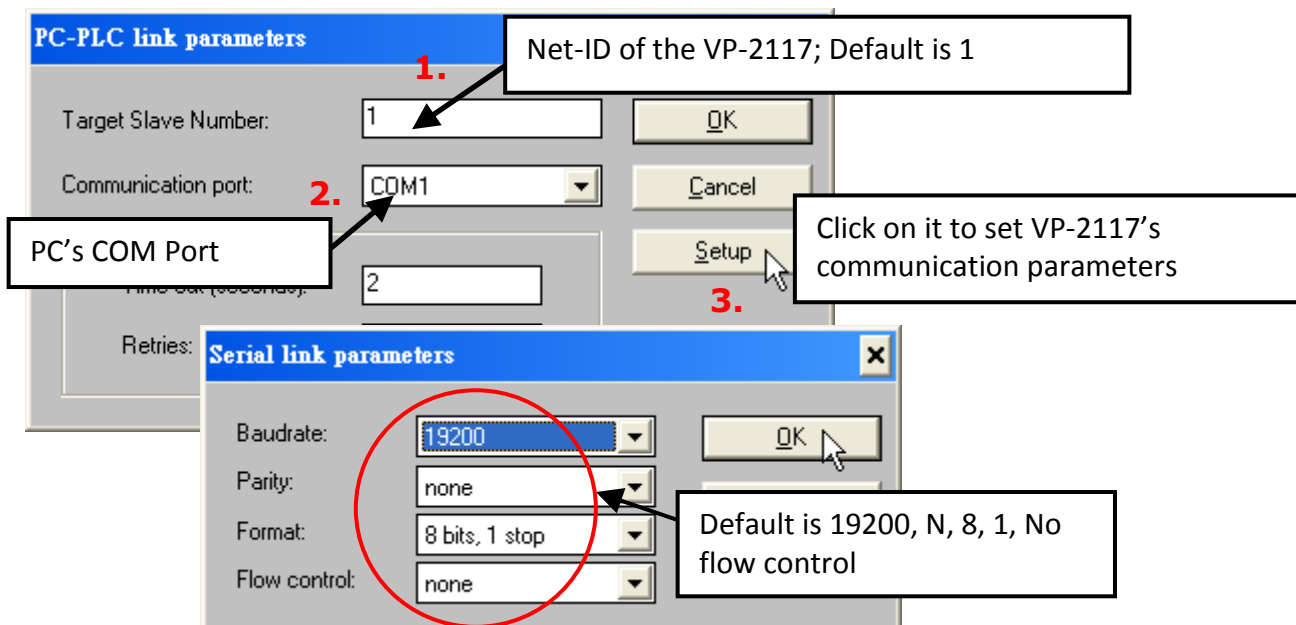 PC-PLC link parameters
Net-ID of the VP-2117; Default is 1
1.
Target Slave Number:
1
OK
Communication port:
2.
COM1
Cancel
PC's COM Port
Setup
Click on it to set VP-2117's
communication parameters
2
3.
Retries:
Serial link parameters
Baudrate:
19200
OK
Parity:
none
Format:
8 bits, 1 stop
Default is 19200, N, 8, 1, No
flow control
Flow control:
none